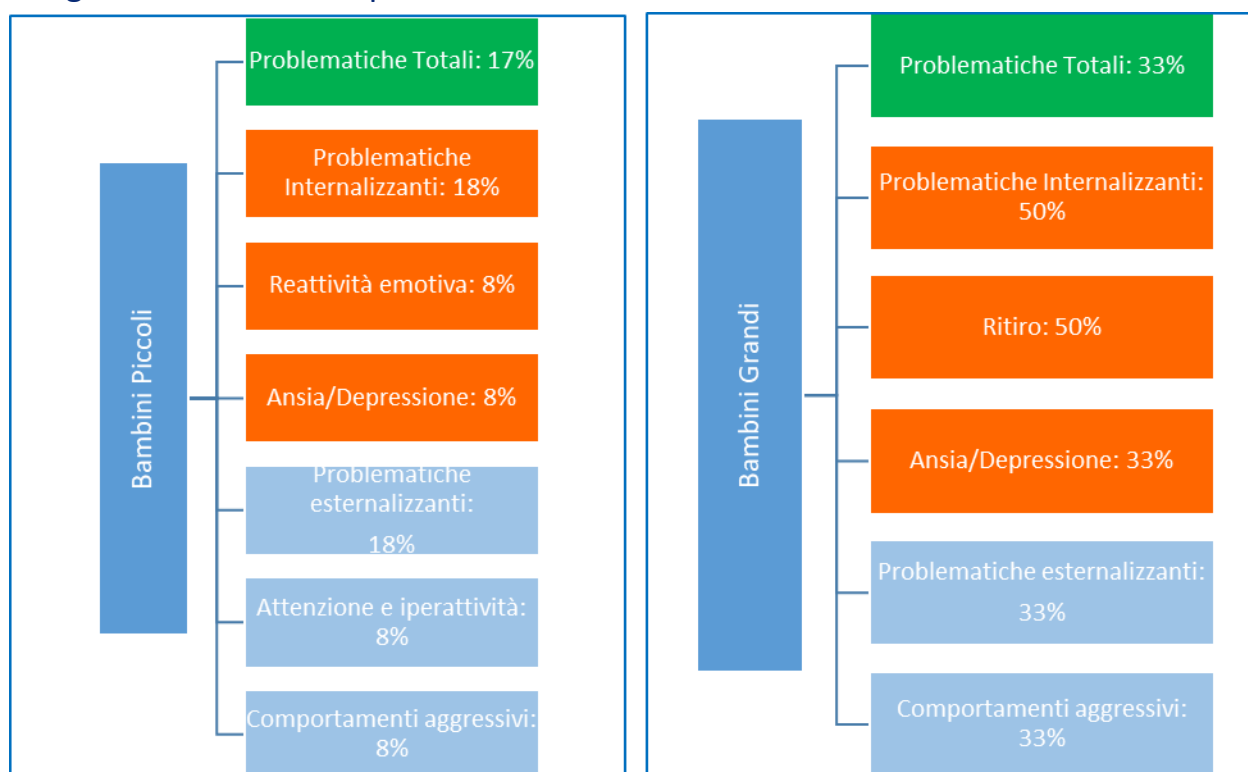 Bambini Piccoli
Problematiche Totali: 17%
Problematiche
Internalizzanti: 18%
Reattività emotiva: 8%
Ansia/Depressione: 8%
Problematiche
esternalizzanti:
18%
Attenzione e iperattività:
8%
Comportamenti aggressivi:
8%
Bambini Grandi
Problematiche Totali: 33%
Problematiche Internalizzanti:
50%
Ritiro: 50%
Ansia/Depressione: 33%
Problematiche esternalizzanti:
33%
Comportamenti aggressivi:
33%